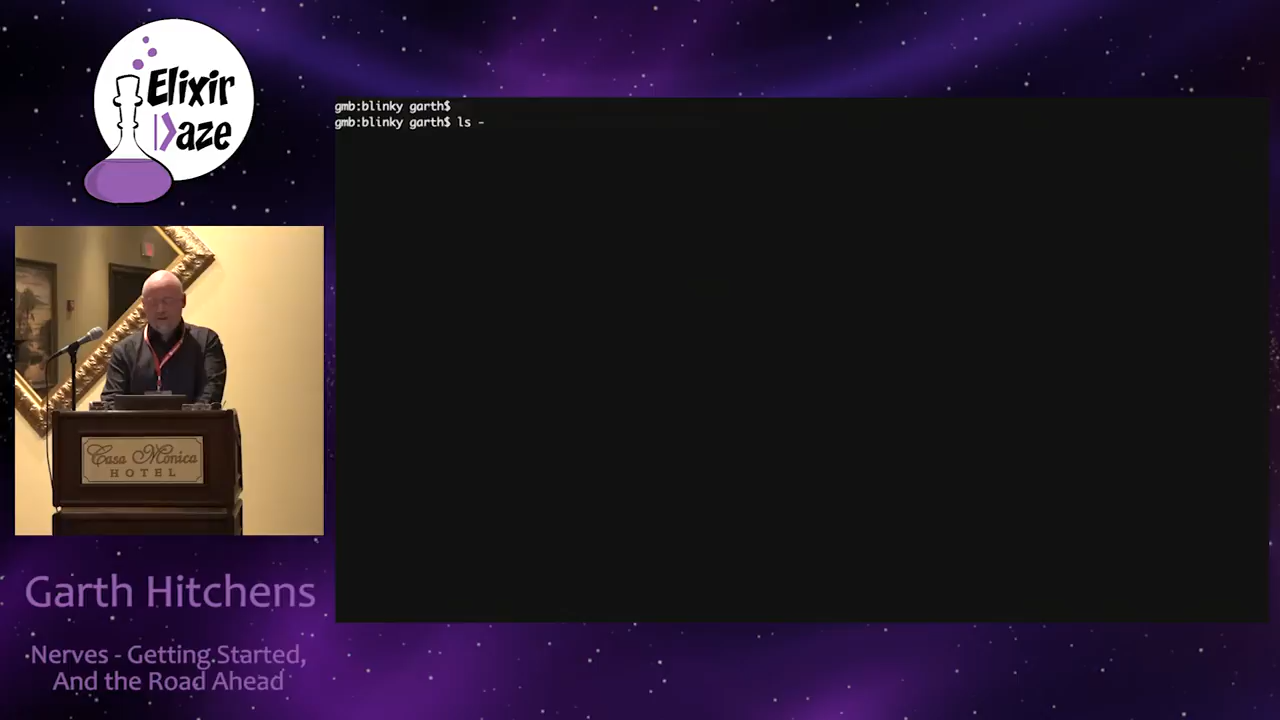 Elixir
Daze
gmb:blinky garth$
gmb:blinky garth$ ls -
Casa Monica
HOTEL
Garth Hitchens
Nerves - Getting Started,
And the Road Ahead